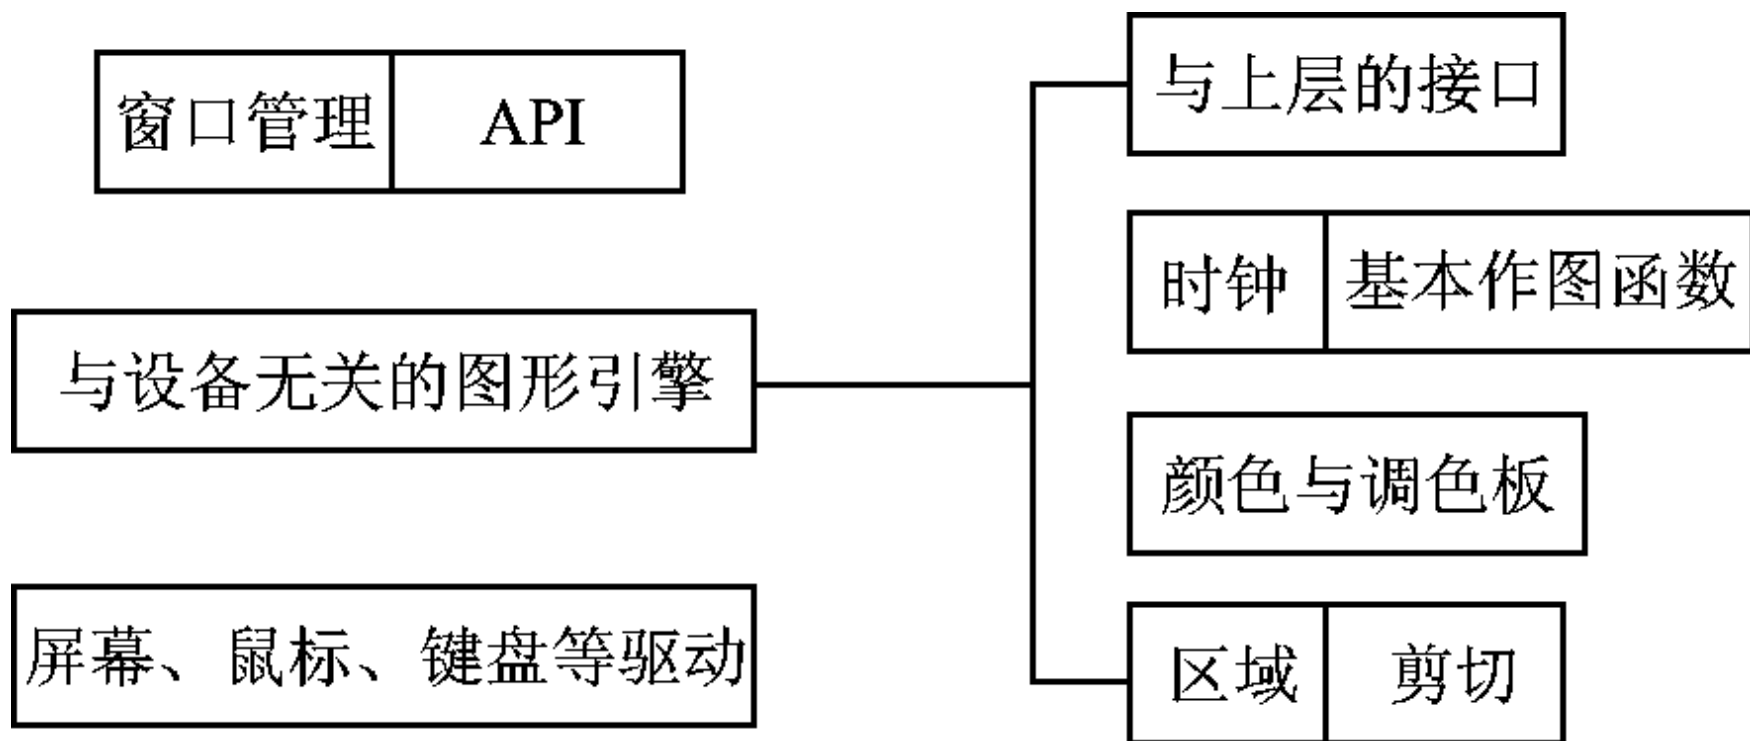 窗口管理 API
与设备无关的图形引擎
屏幕、鼠标、键盘等驱动
与上层的接口
时钟 基本作图函数
颜色与调色板
区域 剪切